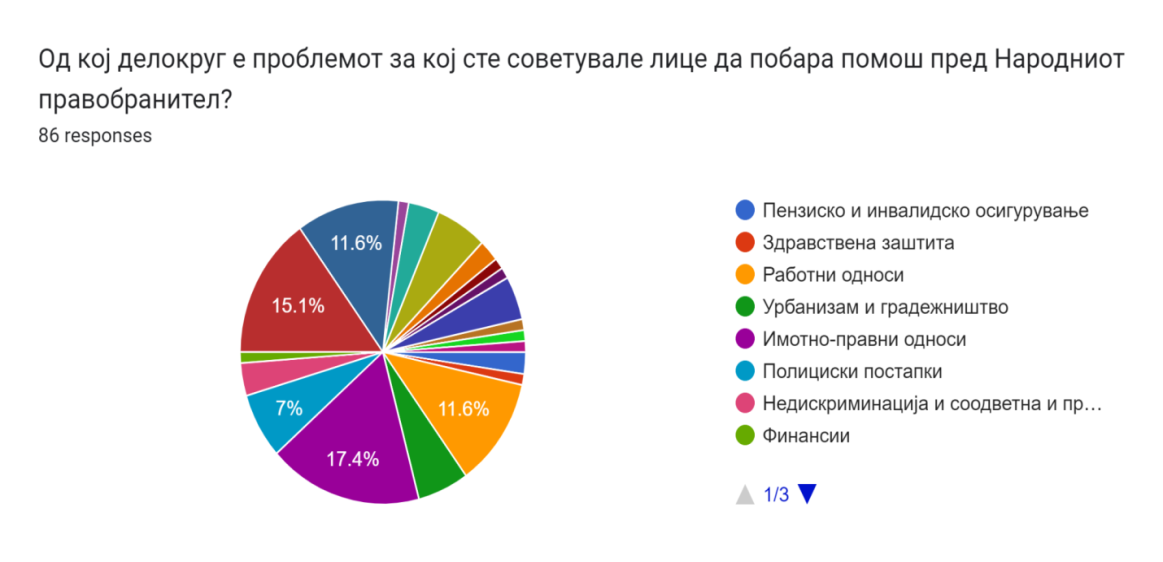 Од кој делокруг е проблемот за кој сте советувале лице да побара помош пред Народниот
правобранител?
86 responses
11.6%
15.1%
7%
17.4%
11.6%
Пензиско и инвалидско осигурување
Здравствена заштита
Работни односи
Урбанизам и градежништво
Имотно-правни односи
Полициски постапки
Недискриминација и соодветна и пр…
Финансии
1/3